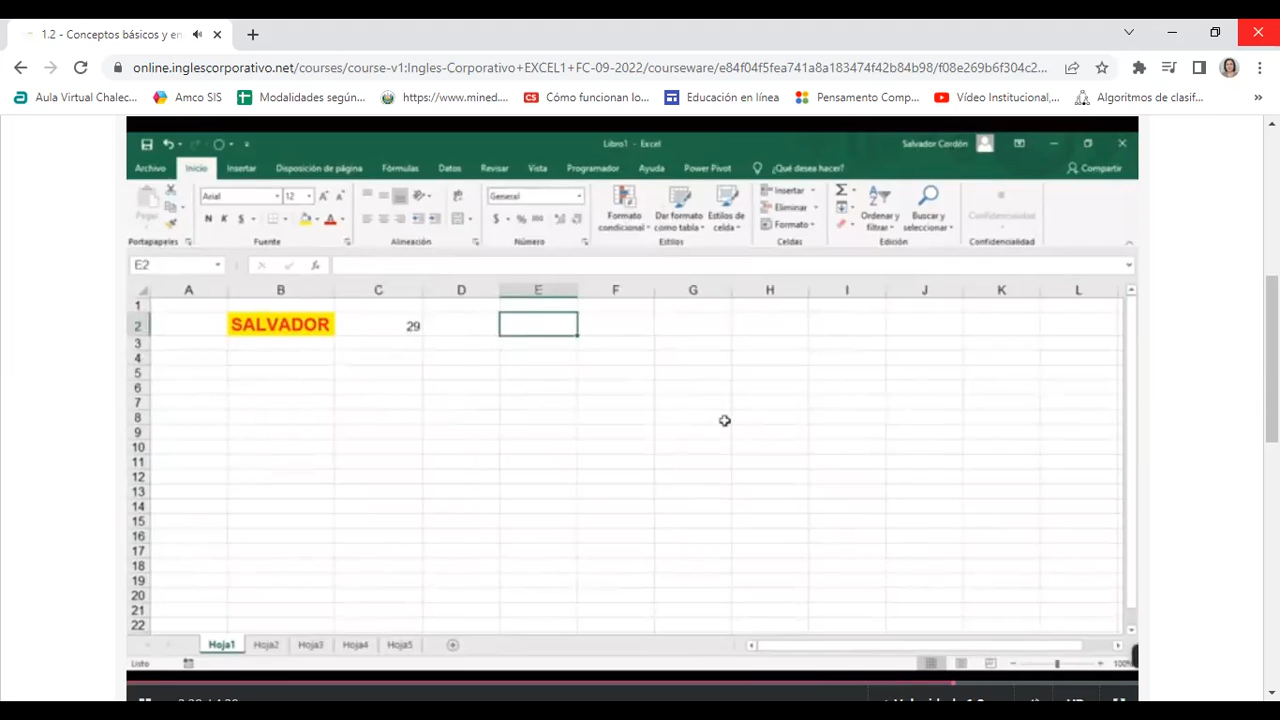 1.2 - Conceptos básicos y en
online.inglescorporativo.net/courses/course-v1:Ingles-Corporativo+EXCEL1+FC-09-2022/courseware/e84f04f5fea741a8a183474f42b84b98/f08e269b6f304c2...
Aula Virtual Chalec... Amco SIS Modalidades según... https://www.mined... Cómo funcionan lo... Educación en línea Pensamento Comp... Vídeo Institucional,... Algoritmos de clasif... »
Libro1 - Excel Salvador Cordón
Archivo Inicio Insertar Disposición de página Fórmulas Datos Revisar Vista Programador Ayuda Power Pivot ¿Qué desea hacer? Compartir
Pegar Arial 12 A A General Formato condicional Dar formato como tabla Estilos de celda Insertar Eliminar Formato Ordenar y filtrar Buscar y seleccionar Confidencialidad
N K S $ % 000
Portapapeles Fuente Alineación Número Estilos Celdas Edición Confidencialidad
E2 fx
A B C D E F G H I J K L
1
2 SALVADOR 29
3
4
5
6
7
8
9
10
11
12
13
14
15
16
17
18
19
20
21
22
Hoja1 Hoja2 Hoja3 Hoja4 Hoja5
Listo 100%